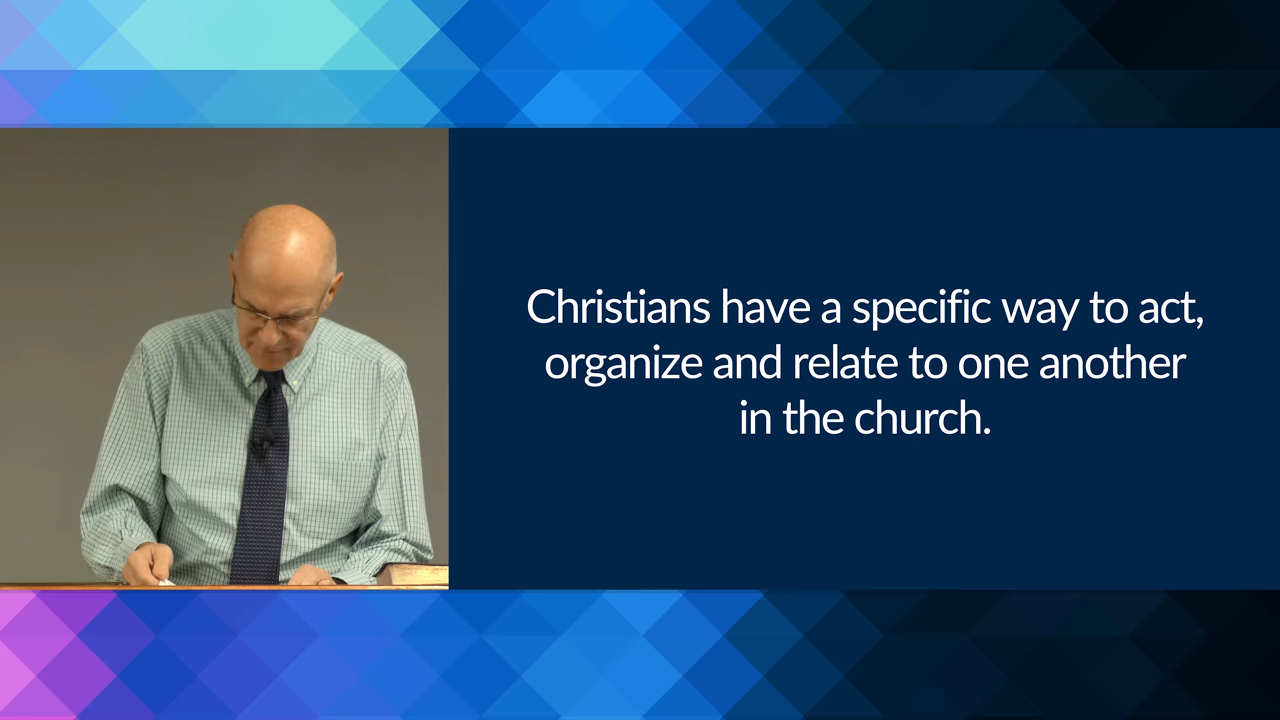 Christians have a specific way to act,
organize and relate to one another
in the church.